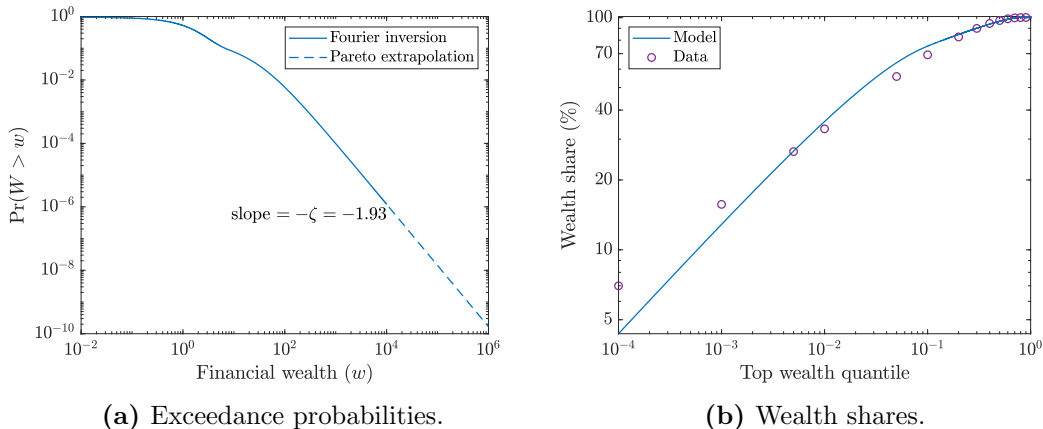 Pr(W > w)
10^0
10^-2
10^-4
10^-6
10^-8
10^-10
Fourier inversion
Pareto extrapolation
slope = −ζ = −1.93
10^-2 10^0 10^2 10^4 10^6
Financial wealth (w)
(a) Exceedance probabilities.
Wealth share (%)
100
70
40
20
10
5
Model
Data
10^-4 10^-3 10^-2 10^-1 10^0
Top wealth quantile
(b) Wealth shares.